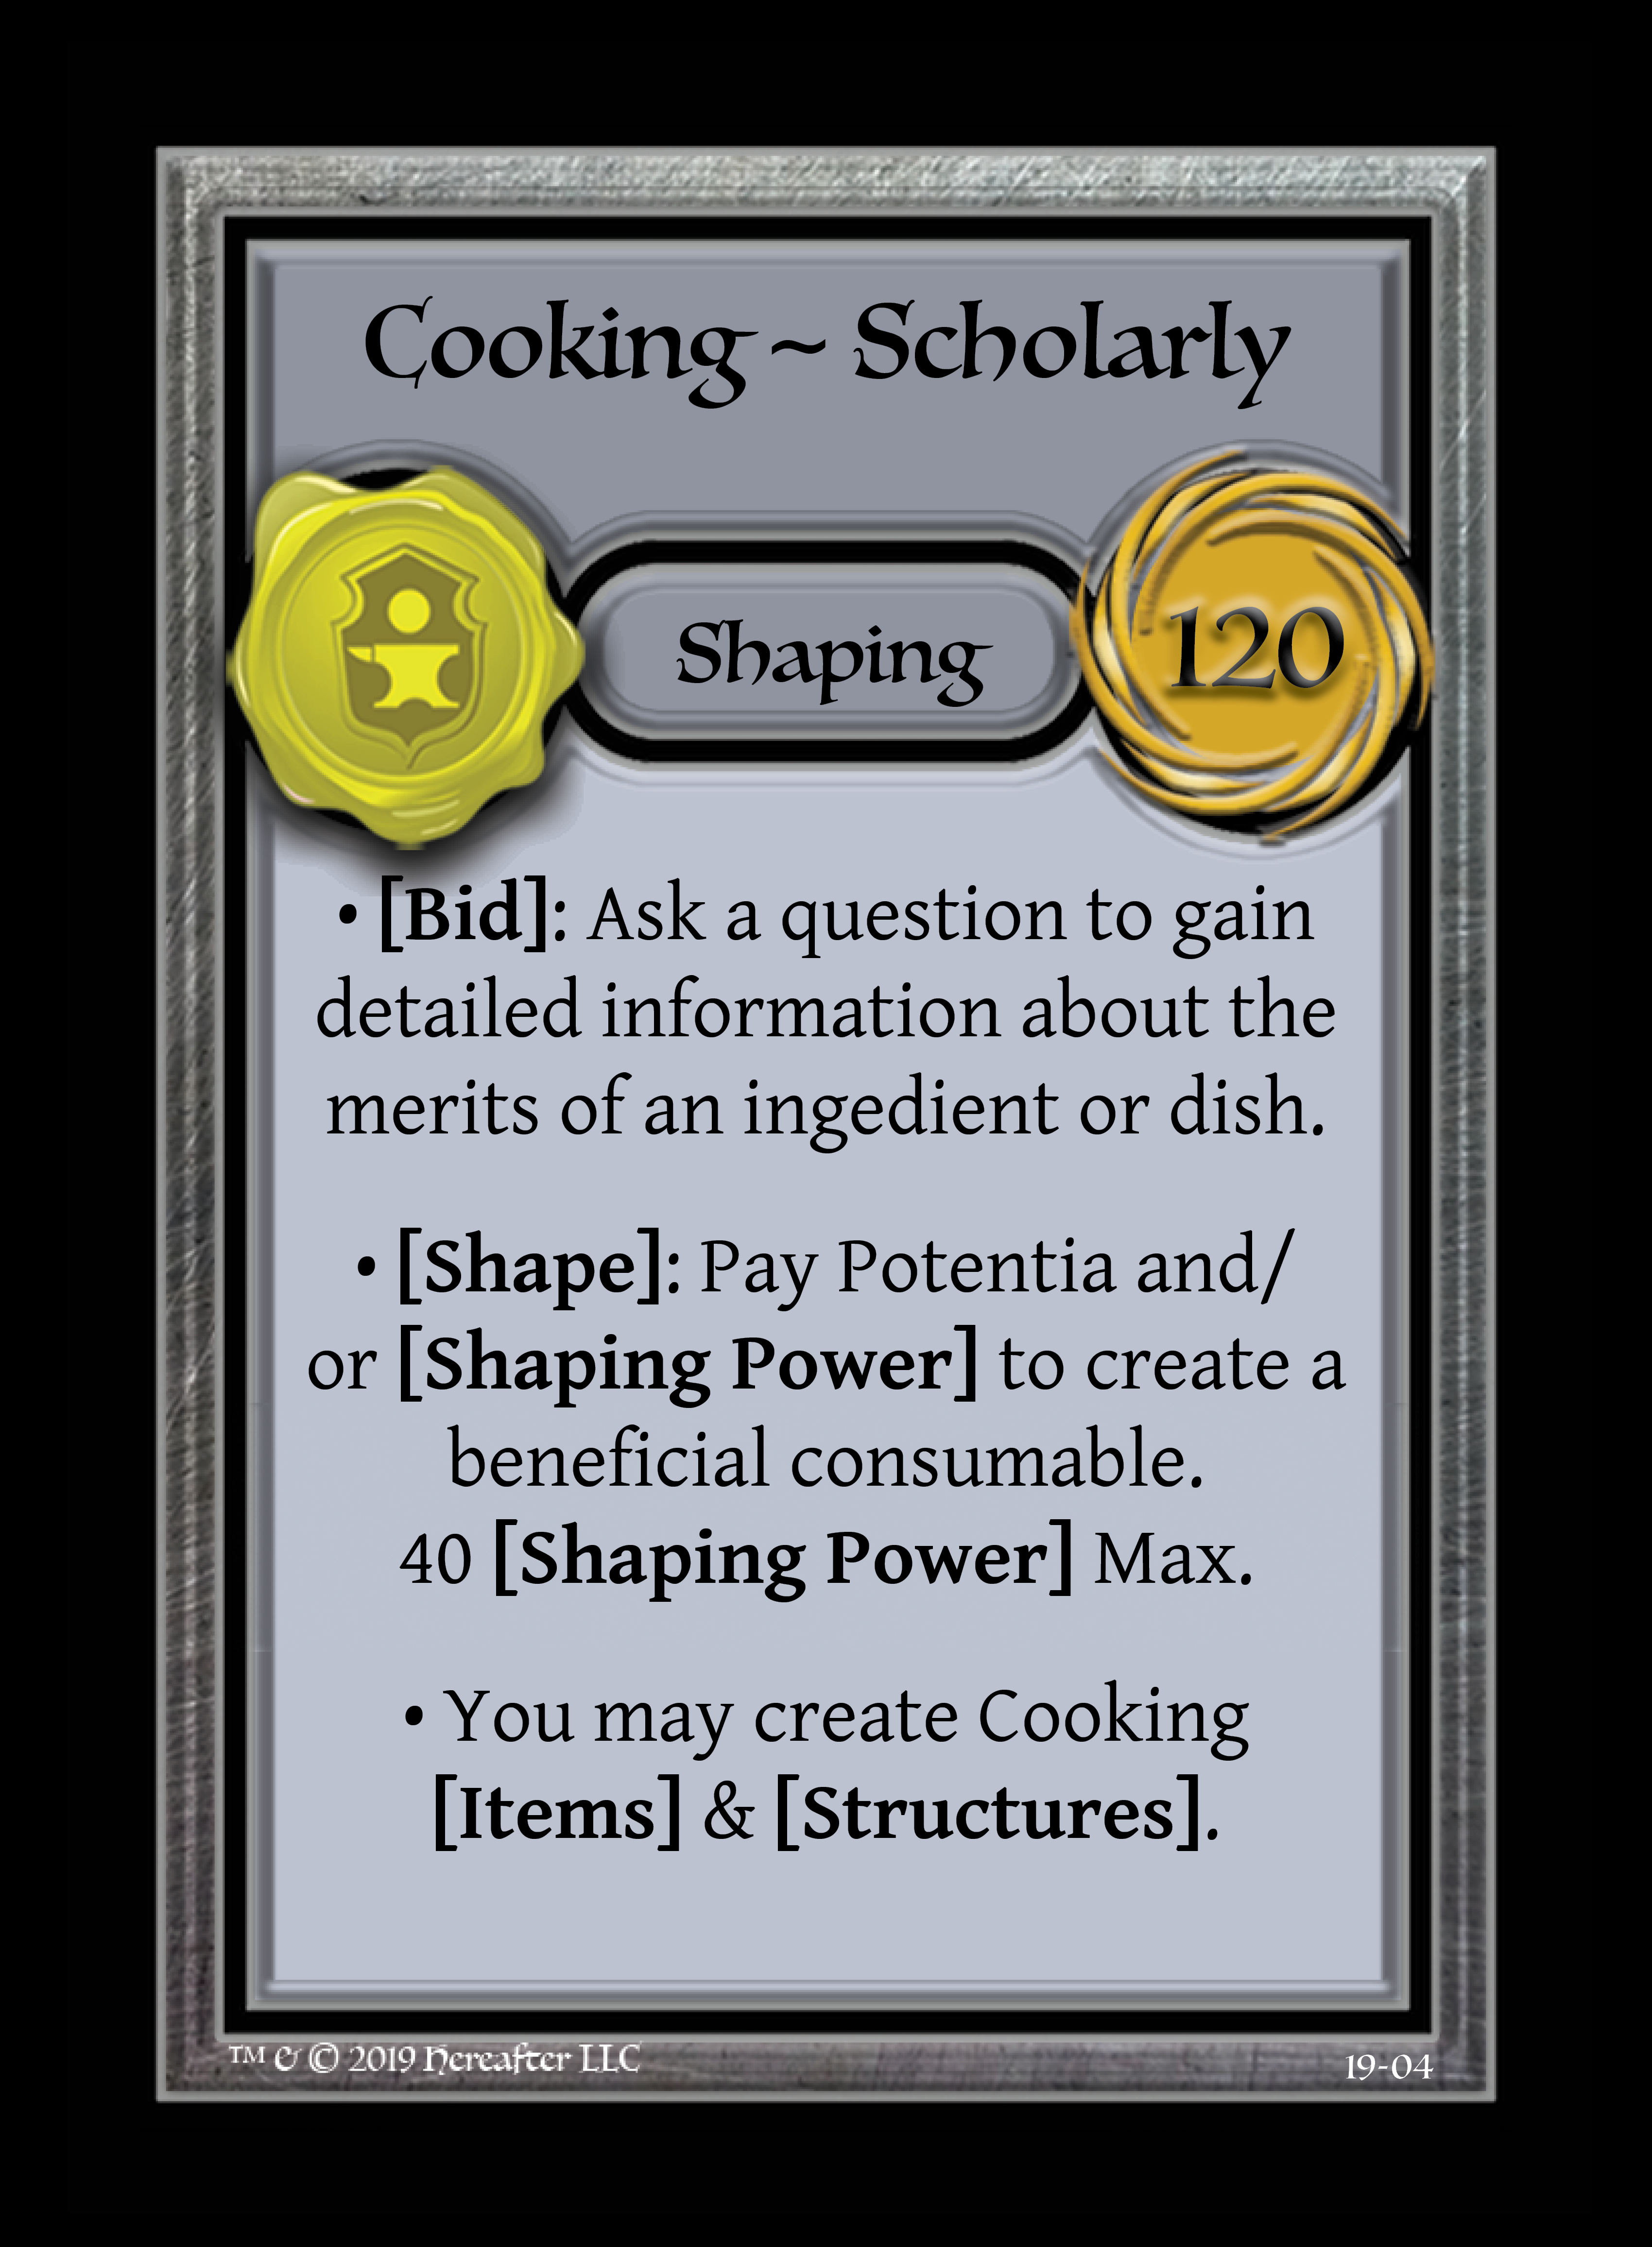 Cooking ~ Scholarly
Shaping
120
• [Bid]: Ask a question to gain
detailed information about the
merits of an ingedient or dish.
• [Shape]: Pay Potentia and/
or [Shaping Power] to create a
beneficial consumable.
40 [Shaping Power] Max.
• You may create Cooking
[Items] & [Structures].
™ & © 2019 Hereafter LLC
19-04